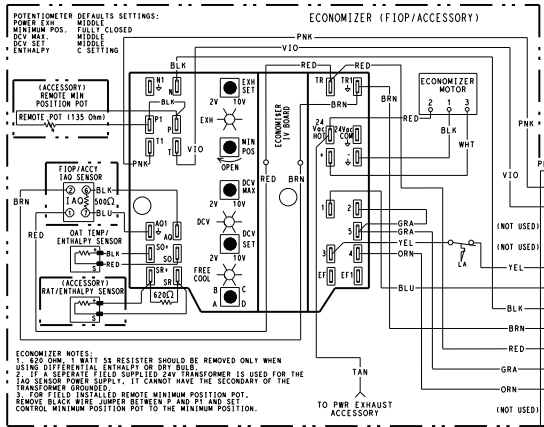 POTENTIOMETER DEFAULTS SETTINGS:
POWER EXH MIDDLE
MINIMUM POS. FULLY CLOSED
DCV MAX. MIDDLE
DCV SET MIDDLE
ENTHALPY C SETTING
ECONOMIZER (FIOP/ACCESSORY)
PNK
VIO
BLK
RED
RED
(ACCESSORY)
REMOTE MIN
POSITION POT
REMOTE POT (135 Ohm)
N1
N
BLK
P1
P
T1
T
PNK
VIO
EXH
SET
2V 10V
EXH
MIN
POS
OPEN
DCV
MAX
2V 10V
DCV
DCV
SET
2V 10V
FREE
COOL
B C
A D
ECONOMISER
IV BOARD
TR
TR1
BRN
BRN
24
Vac
HOT
24Vac
COM
+
-
1
2
5
3
4
EF
EF1
RED
BRN
ECONOMIZER
MOTOR
2 1 3
RED
BLK
WHT
VIO
FIOP/ACCY
IAQ SENSOR
2 6
IAQ
1 7
500Ω
BLK
BLU
BRN
RED
OAT TEMP/
ENTHALPY SENSOR
+
S
BLK
RED
(ACCESSORY)
RAT/ENTHALPY SENSOR
+
S
AQ1
AQ
SO+
SO
SR+
SR
620Ω
GRA
GRA
YEL
ORN
LA
(NOT USED)
(NOT USED)
YEL
BLU
BLK
BRN
RED
GRA
ORN
(NOT USED)
TAN
TO PWR EXHAUST
ACCESSORY
ECONOMIZER NOTES:
1. 620 OHM, 1 WATT 5% RESISTER SHOULD BE REMOVED ONLY WHEN
USING DIFFERENTIAL ENTHALPY OR DRY BULB.
2. IF A SEPERATE FIELD SUPPLIED 24V TRANSFORMER IS USED FOR THE
IAQ SENSOR POWER SUPPLY, IT CANNOT HAVE THE SECONDARY OF THE
TRANSFORMER GROUNDED.
3. FOR FIELD INSTALLED REMOTE MINIMUM POSITION POT,
REMOVE BLACK WIRE JUMPER BETWEEN P AND P1 AND SET
CONTROL MINIMUM POSITION POT TO THE MINIMUM POSITION.